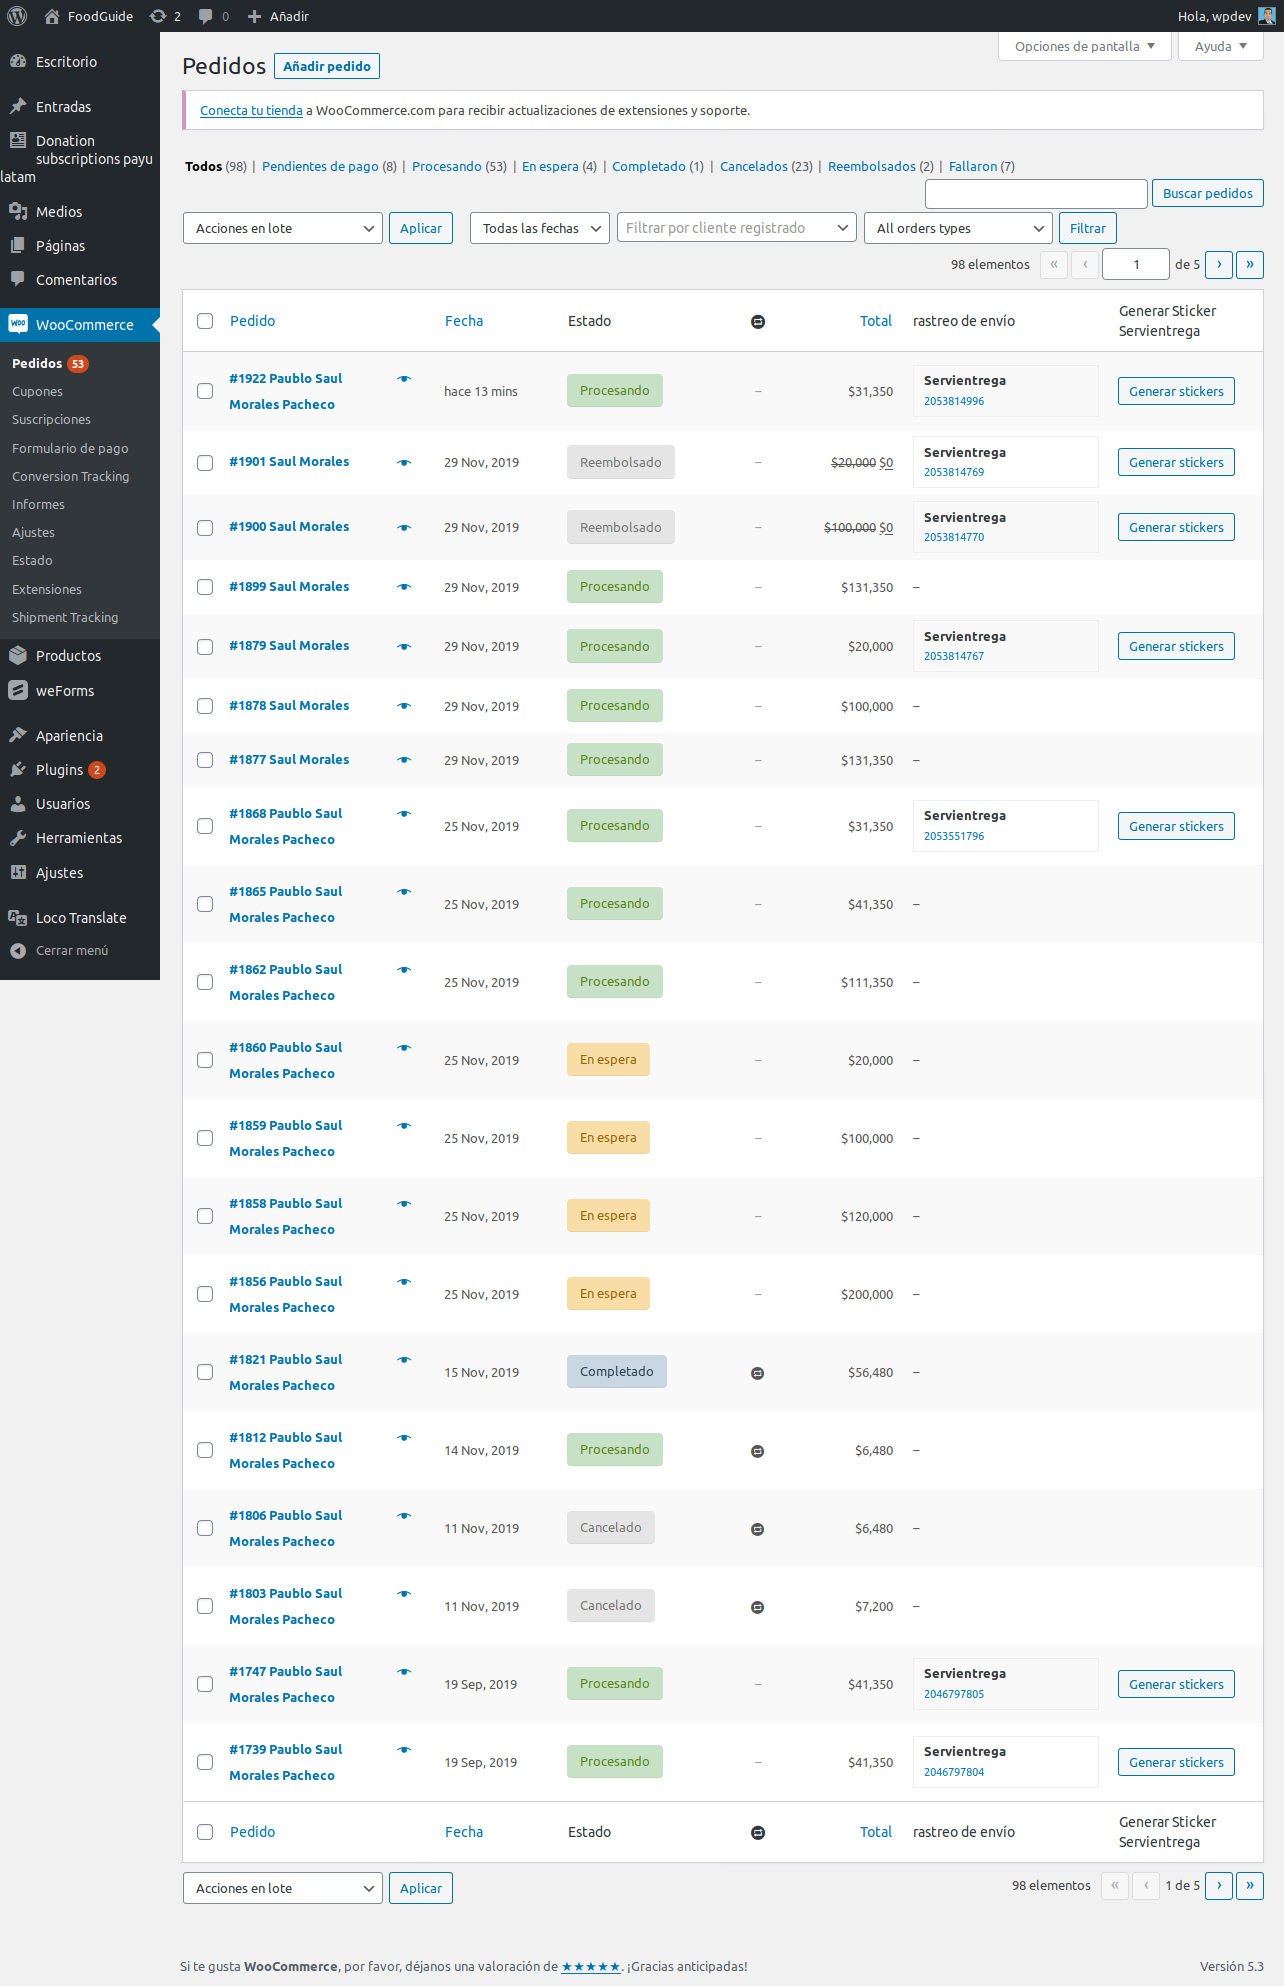 FoodGuide 2 0 Añadir Hola, wpdev
Opciones de pantalla Ayuda
Escritorio
Entradas
Donation
subscriptions payu
latam
Medios
Páginas
Comentarios
WooCommerce
Pedidos 53
Cupones
Suscripciones
Formulario de pago
Conversion Tracking
Informes
Ajustes
Estado
Extensiones
Shipment Tracking
Productos
weForms
Apariencia
Plugins 2
Usuarios
Herramientas
Ajustes
Loco Translate
Cerrar menú
Pedidos Añadir pedido
Conecta tu tienda a WooCommerce.com para recibir actualizaciones de extensiones y soporte.
Todos (98) | Pendientes de pago (8) | Procesando (53) | En espera (4) | Completado (1) | Cancelados (23) | Reembolsados (2) | Fallaron (7)
Buscar pedidos
Acciones en lote Aplicar Todas las fechas Filtrar por cliente registrado All orders types Filtrar
98 elementos « ‹ 1 de 5 › »
Pedido Fecha Estado Total rastreo de envío Generar Sticker
Servientrega
#1922 Paublo Saul
Morales Pacheco hace 13 mins Procesando – $31,350 Servientrega
2053814996 Generar stickers
#1901 Saul Morales 29 Nov, 2019 Reembolsado – $20,000 $0 Servientrega
2053814769 Generar stickers
#1900 Saul Morales 29 Nov, 2019 Reembolsado – $100,000 $0 Servientrega
2053814770 Generar stickers
#1899 Saul Morales 29 Nov, 2019 Procesando – $131,350 –
#1879 Saul Morales 29 Nov, 2019 Procesando – $20,000 Servientrega
2053814767 Generar stickers
#1878 Saul Morales 29 Nov, 2019 Procesando – $100,000 –
#1877 Saul Morales 29 Nov, 2019 Procesando – $131,350 –
#1868 Paublo Saul
Morales Pacheco 25 Nov, 2019 Procesando – $31,350 Servientrega
2053551796 Generar stickers
#1865 Paublo Saul
Morales Pacheco 25 Nov, 2019 Procesando – $41,350 –
#1862 Paublo Saul
Morales Pacheco 25 Nov, 2019 Procesando – $111,350 –
#1860 Paublo Saul
Morales Pacheco 25 Nov, 2019 En espera – $20,000 –
#1859 Paublo Saul
Morales Pacheco 25 Nov, 2019 En espera – $100,000 –
#1858 Paublo Saul
Morales Pacheco 25 Nov, 2019 En espera – $120,000 –
#1856 Paublo Saul
Morales Pacheco 25 Nov, 2019 En espera – $200,000 –
#1821 Paublo Saul
Morales Pacheco 15 Nov, 2019 Completado $56,480 –
#1812 Paublo Saul
Morales Pacheco 14 Nov, 2019 Procesando $6,480 –
#1806 Paublo Saul
Morales Pacheco 11 Nov, 2019 Cancelado $6,480 –
#1803 Paublo Saul
Morales Pacheco 11 Nov, 2019 Cancelado $7,200 –
#1747 Paublo Saul
Morales Pacheco 19 Sep, 2019 Procesando – $41,350 Servientrega
2046797805 Generar stickers
#1739 Paublo Saul
Morales Pacheco 19 Sep, 2019 Procesando – $41,350 Servientrega
2046797804 Generar stickers
Pedido Fecha Estado Total rastreo de envío Generar Sticker
Servientrega
Acciones en lote Aplicar 98 elementos « ‹ 1 de 5 › »
Si te gusta WooCommerce, por favor, déjanos una valoración de ★★★★★. ¡Gracias anticipadas! Versión 5.3